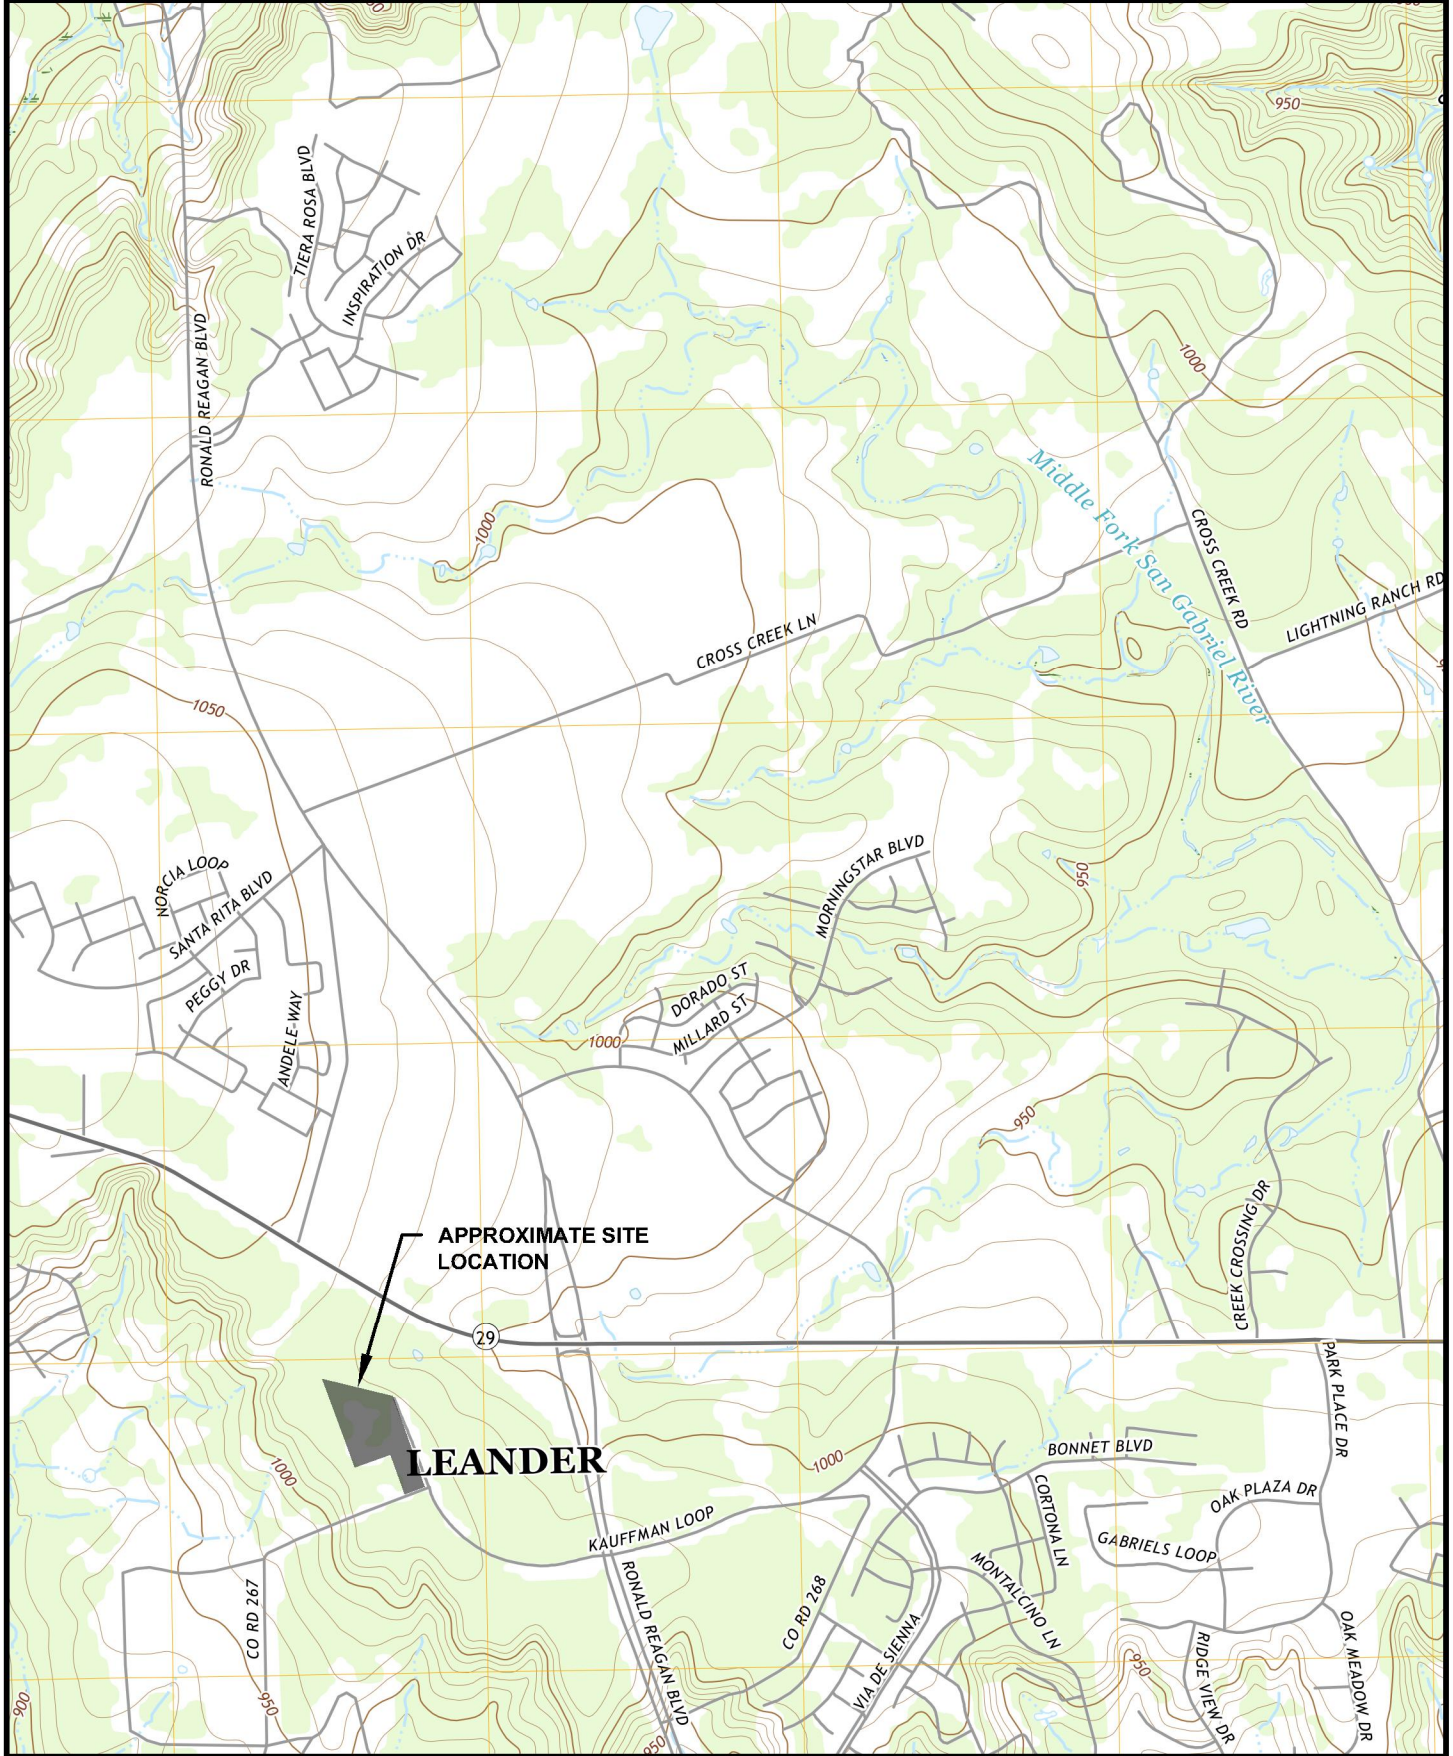 950
TIERA ROSA BLVD
INSPIRATION DR
RONALD REAGAN BLVD
1000
1000
Middle Fork San Gabriel River
CROSS CREEK RD
LIGHTNING RANCH RD
CROSS CREEK LN
1050
NORCIA LOOP
SANTA RITA BLVD
PEGGY DR
ANDELE WAY
MORNINGSTAR BLVD
950
DORADO ST
MILLARD ST
1000
950
CREEK CROSSING DR
APPROXIMATE SITE
LOCATION
29
PARK PLACE DR
LEANDER
1000
1000
BONNET BLVD
CORTONA LN
OAK PLAZA DR
GABRIELS LOOP
KAUFFMAN LOOP
MONTALCINO LN
CO RD 267
RONALD REAGAN BLVD
CO RD 268
VIA DE SIENNA
RIDGE VIEW DR
OAK MEADOW DR
900
950
950
950